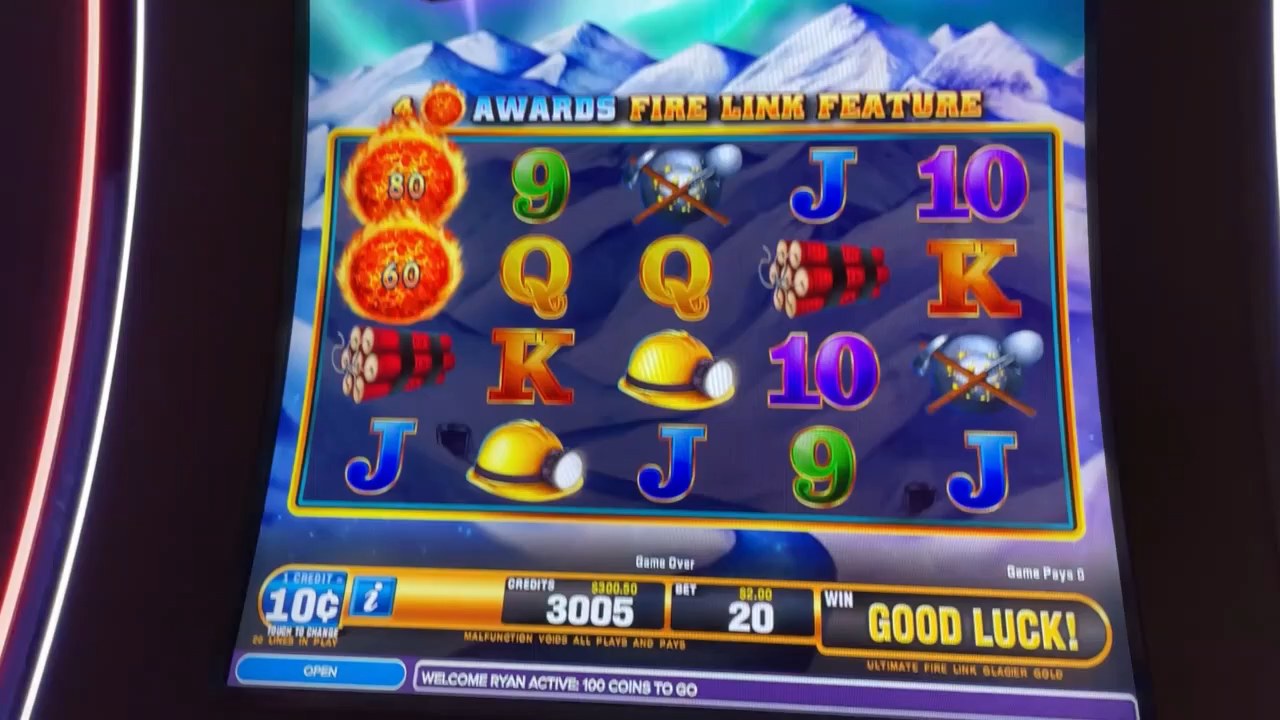 4 AWARDS FIRE LINK FEATURE
80 9 J 10
60 Q Q K
K 10
J J 9 J
Game Over
Game Pays 0
1 CREDIT =
10¢
TOUCH TO CHANGE
20 LINES IN PLAY
i
CREDITS $300.50
3005
BET $2.00
20
WIN
GOOD LUCK!
MALFUNCTION VOIDS ALL PLAYS AND PAYS
ULTIMATE FIRE LINK GLACIER GOLD
OPEN
WELCOME RYAN ACTIVE: 100 COINS TO GO